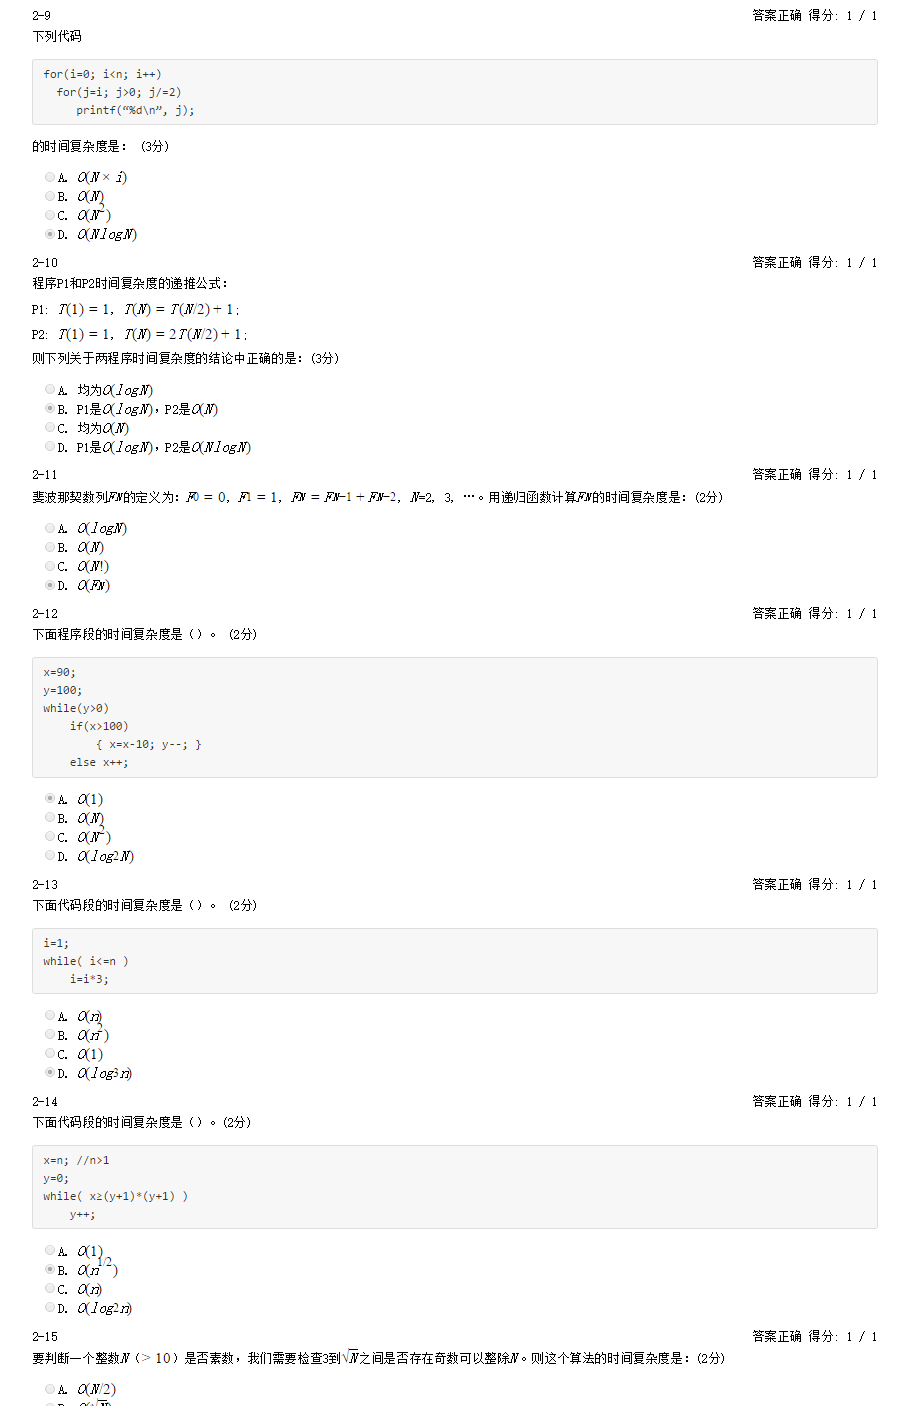 2-9 答案正确 得分: 1 / 1
下列代码
for(i=0; i<n; i++)
for(j=i; j>0; j/=2)
printf(“%d\n”, j);
的时间复杂度是: (3分)
A. O(N × i)
B. O(N)
C. O(N²)
D. O(NlogN)
2-10 答案正确 得分: 1 / 1
程序P1和P2时间复杂度的递推公式:
P1: T(1) = 1, T(N) = T(N/2) + 1;
P2: T(1) = 1, T(N) = 2T(N/2) + 1;
则下列关于两程序时间复杂度的结论中正确的是: (3分)
A. 均为O(logN)
B. P1是O(logN),P2是O(N)
C. 均为O(N)
D. P1是O(logN),P2是O(NlogN)
2-11 答案正确 得分: 1 / 1
斐波那契数列FN的定义为: F0 = 0, F1 = 1, FN = FN−1 + FN−2, N=2, 3, …。用递归函数计算FN的时间复杂度是: (2分)
A. O(logN)
B. O(N)
C. O(N!)
D. O(FN)
2-12 答案正确 得分: 1 / 1
下面程序段的时间复杂度是()。 (2分)
x=90;
y=100;
while(y>0)
if(x>100)
{ x=x-10; y--; }
else x++;
A. O(1)
B. O(N)
C. O(N²)
D. O(log2N)
2-13 答案正确 得分: 1 / 1
下面代码段的时间复杂度是()。 (2分)
i=1;
while( i<=n )
i=i*3;
A. O(n)
B. O(n²)
C. O(1)
D. O(log3n)
2-14 答案正确 得分: 1 / 1
下面代码段的时间复杂度是()。(2分)
x=n; //n>1
y=0;
while( x≥(y+1)*(y+1) )
y++;
A. O(1)
B. O(n^1/2)
C. O(n)
D. O(log2n)
2-15 答案正确 得分: 1 / 1
要判断一个整数N(> 10)是否素数,我们需要检查3到√N之间是否存在奇数可以整除N。则这个算法的时间复杂度是: (2分)
A. O(N/2)